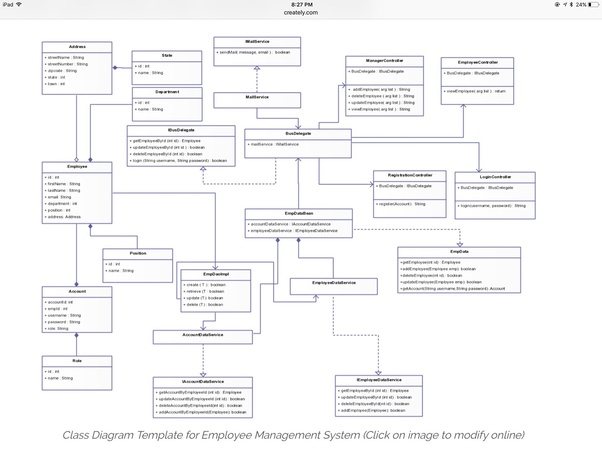 iPad
8:27 PM
24%
creately.com
Address
+ streetName : String
+ streetNumber : String
+ zipcode : String
+ state : int
+ town : int
State
+ id : int
+ name : String
Department
+ id : int
+ name : String
IMailService
+ sendMail( message, email ) : boolean
MailService
ManagerController
+ BusDelegate : IBusDelegate
+ addEmployee( arg list ) : String
+ deleteEmployee ( arg list ) : String
+ updateEmployee( arg list ) : String
+ viewEmployee( arg list ) : String
EmployeeController
+ BusDelegate : IBusDelegate
+ viewEmployee( arg list ) : return
IBusDelegate
+ getEmployeeById (int id) : Employee
+ updateEmployeeById (int id ) : boolean
+ deleteEmployeeById (int id) : boolean
+ login (String username, String password) : boolean
BusDelegate
+ mailService : IMailService
Employee
+ id : int
+ firstName : String
+ lastName : String
+ email : String
+ department : int
+ position : int
+ address: Address
RegistrationController
+ BusDelegate : IBusDelegate
+ register(Account) : String
LoginController
+ BusDelegate : IBusDelegate
+ login(username, password) : String
EmpDataBean
+ accountDataService : IAccountDataService
+ employeeDataService : IEmployeeDataService
Position
+ id : int
+ name : String
EmpData
+ getEmployee(int id) : Employee
+ addEmployee(Employee emp) : boolean
+ deleteEmployee(int id) : boolean
+ updateEmployee(Employee emp) : boolean
+ getAccount(String username,String password) : Account
EmpDaoImpl
+ create (T ) : boolean
+ retrieve (T ) : boolean
+ update (T ) : boolean
+ delete (T ) : boolean
EmployeeDataService
Account
+ accountId : int
+ empId : int
+ username : String
+ password : String
+ role : String
AccountDataService
Role
+ id : int
+ name : String
IAccountDataService
+ getAccountByEmployeeId (int id) : Employee
+ updateAccountByEmployeeId (int id) : boolean
+ deleteAccountByEmployeeId(int id) : boolean
+ addAccountByEmployeeId(Employee) : boolean
IEmployeeDataService
+ getEmployeeById (int id) : Employee
+ updateEmployeeById (int id) : boolean
+ deleteEmployeeById(int id) : boolean
+ addEmployee(Employee) : boolean
Class Diagram Template for Employee Management System (Click on image to modify online)